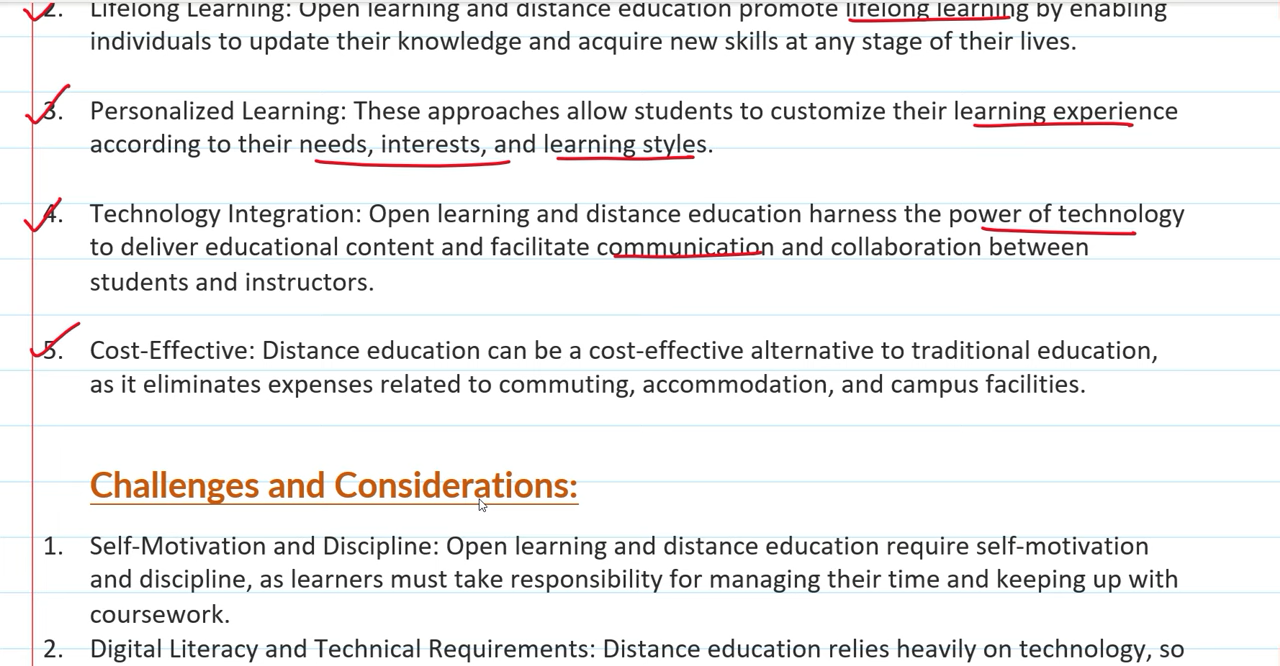 2. Lifelong Learning: Open learning and distance education promote lifelong learning by enabling
individuals to update their knowledge and acquire new skills at any stage of their lives.
3. Personalized Learning: These approaches allow students to customize their learning experience
according to their needs, interests, and learning styles.
4. Technology Integration: Open learning and distance education harness the power of technology
to deliver educational content and facilitate communication and collaboration between
students and instructors.
5. Cost-Effective: Distance education can be a cost-effective alternative to traditional education,
as it eliminates expenses related to commuting, accommodation, and campus facilities.
Challenges and Considerations:
1. Self-Motivation and Discipline: Open learning and distance education require self-motivation
and discipline, as learners must take responsibility for managing their time and keeping up with
coursework.
2. Digital Literacy and Technical Requirements: Distance education relies heavily on technology, so